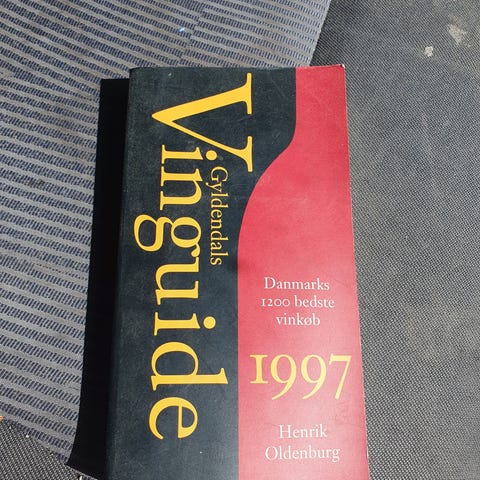 Gyldendals
Vinguide
Danmarks
1200 bedste
vinkøb
1997
Henrik
Oldenburg